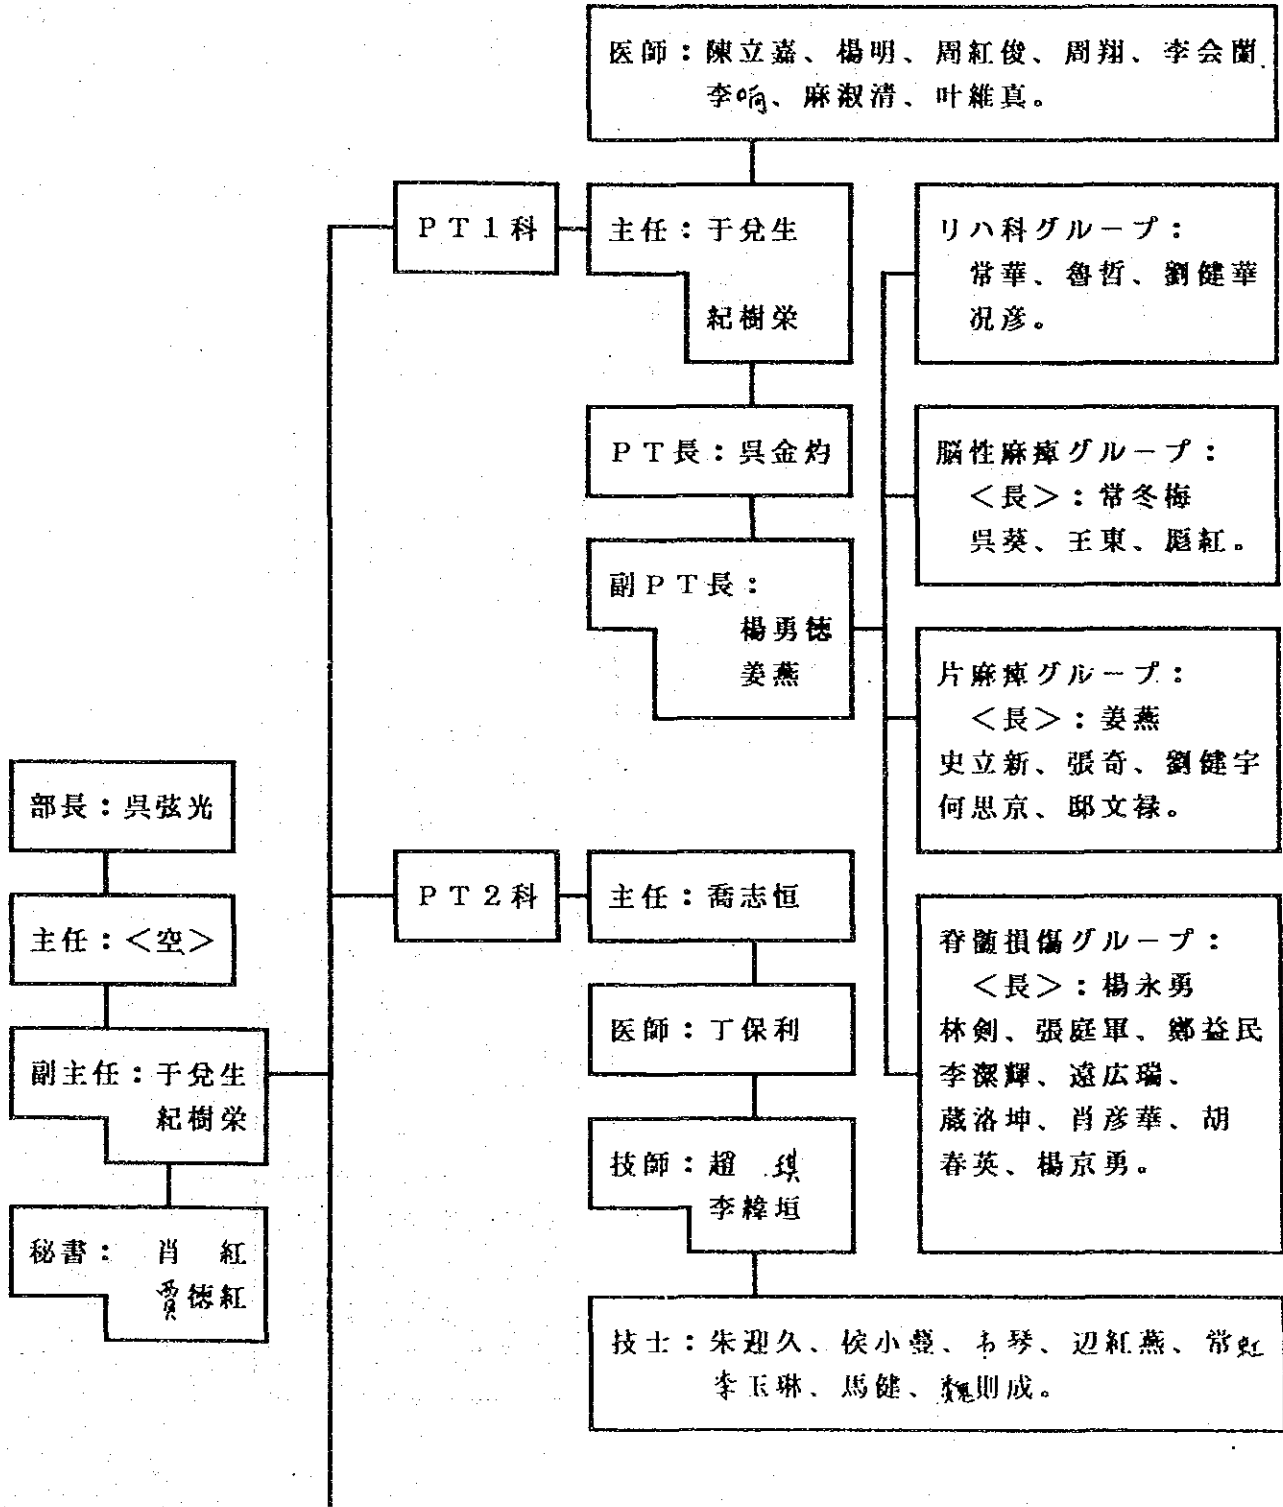 医師：陳立嘉、楊明、周紅俊、周翔、李会蘭
李响、麻淑清、叶維真。
PT1科
主任：于兌生
紀樹栄
リハ科グループ：
常華、魯哲、劉健華
况彦。
PT長：呉金灼
脳性麻痺グループ：
＜長＞：常冬梅
呉葵、王東、彪紅。
副PT長：
楊勇徳
姜燕
片麻痺グループ：
＜長＞：姜燕
史立新、張奇、劉健宇
何思京、邸文禄。
部長：呉弦光
PT2科
主任：喬志恒
主任：＜空＞
脊髄損傷グループ：
＜長＞：楊永勇
林剣、張庭軍、鄭益民
李潔輝、遠広瑞、
蔵洛坤、肖彦華、胡
春英、楊京勇。
医師：丁保利
副主任：于兌生
紀樹栄
技師：趙
李緯垣
秘書：肖 紅
賈徳紅
技士：朱迎久、侯小、韦琴、辺紅燕、常虹
李玉琳、馬健、魏則成。